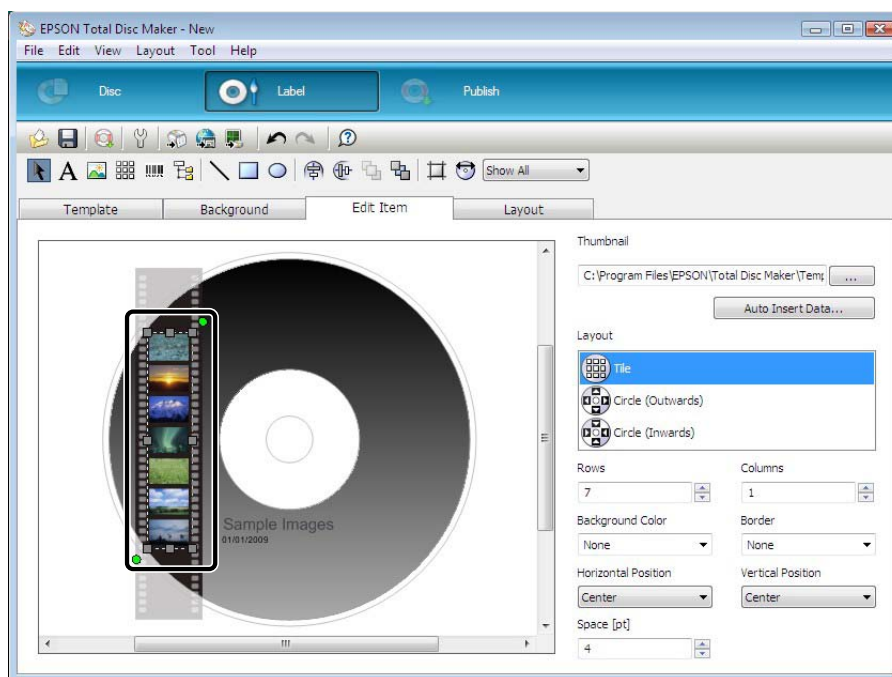 EPSON Total Disc Maker - New
File Edit View Layout Tool Help
Disc Label Publish
A Show All
Template Background Edit Item Layout
Thumbnail
C:\Program Files\EPSON\Total Disc Maker\Temp ...
Auto Insert Data...
Layout
Tile
Circle (Outwards)
Circle (Inwards)
Rows Columns
7 1
Background Color Border
None None
Horizontal Position Vertical Position
Center Center
Space [pt]
4
Sample Images
01/01/2009